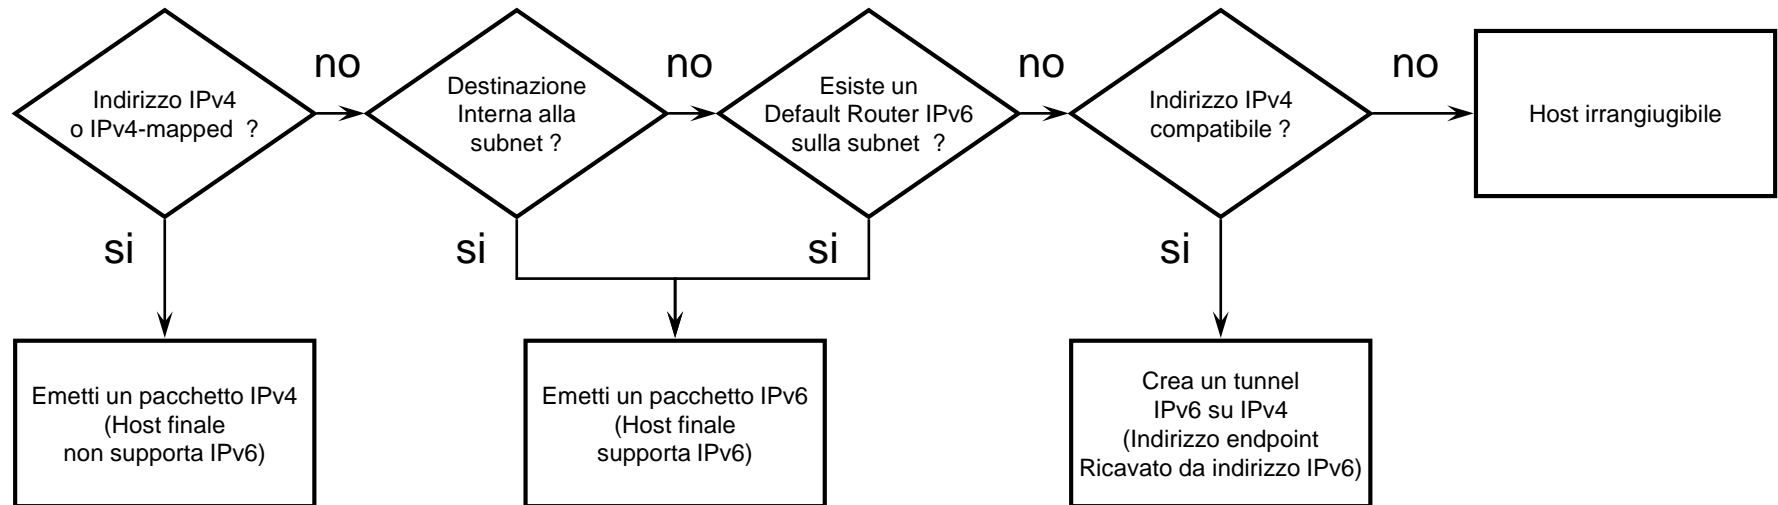 Indirizzo IPv4
o IPv4-mapped ?
no
Destinazione
Interna alla
subnet ?
no
Esiste un
Default Router IPv6
sulla subnet ?
no
Indirizzo IPv4
compatibile ?
no
Host irrangiugibile
si
si
si
si
Emetti un pacchetto IPv4
(Host finale
non supporta IPv6)
Emetti un pacchetto IPv6
(Host finale
supporta IPv6)
Crea un tunnel
IPv6 su IPv4
(Indirizzo endpoint
Ricavato da indirizzo IPv6)